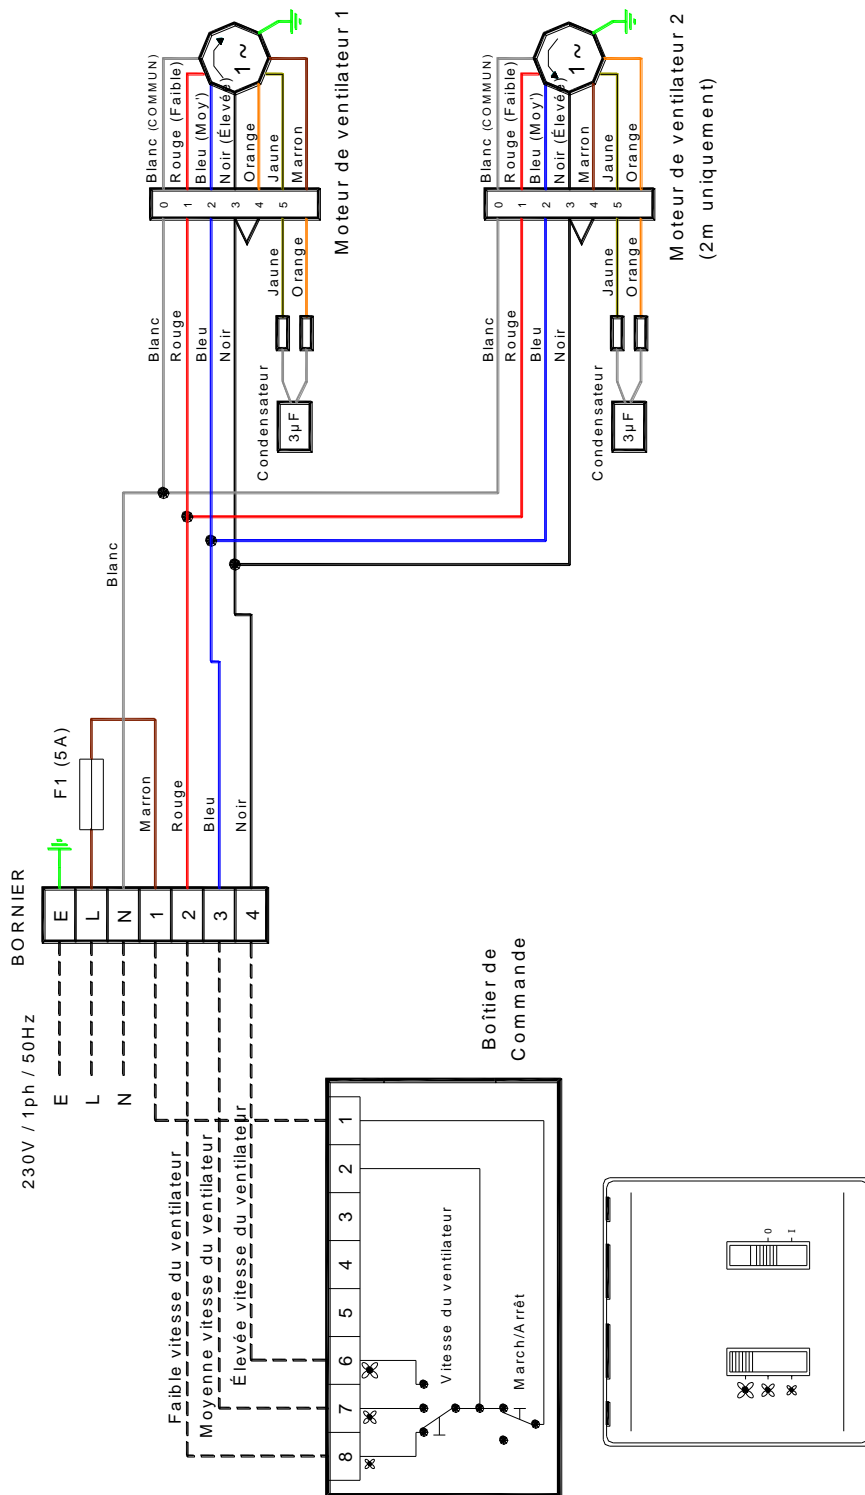 Moteur de ventilateur 1
1~
Blanc (COMMUN)
Rouge (Faible)
Bleu (Moy')
Noir (Élevée)
Orange
Jaune
Marron
0
1
2
3
4
5
Blanc
Rouge
Bleu
Noir
Jaune
Orange
Condensateur
3µF
Moteur de ventilateur 2
(2m uniquement)
1~
Blanc (COMMUN)
Rouge (Faible)
Bleu (Moy')
Noir (Élevée)
Marron
Jaune
Orange
0
1
2
3
4
5
Blanc
Rouge
Bleu
Noir
Jaune
Orange
Condensateur
3µF
Blanc
F1 (5A)
Marron
Rouge
Bleu
Noir
BORNIER
E
L
N
1
2
3
4
230V / 1ph / 50Hz
E
L
N
Faible vitesse du ventilateur
Moyenne vitesse du ventilateur
Élevée vitesse du ventilateur
Boîtier de
Commande
1
2
3
4
5
6
7
8
Vitesse du ventilateur
March/Arrêt
0
I